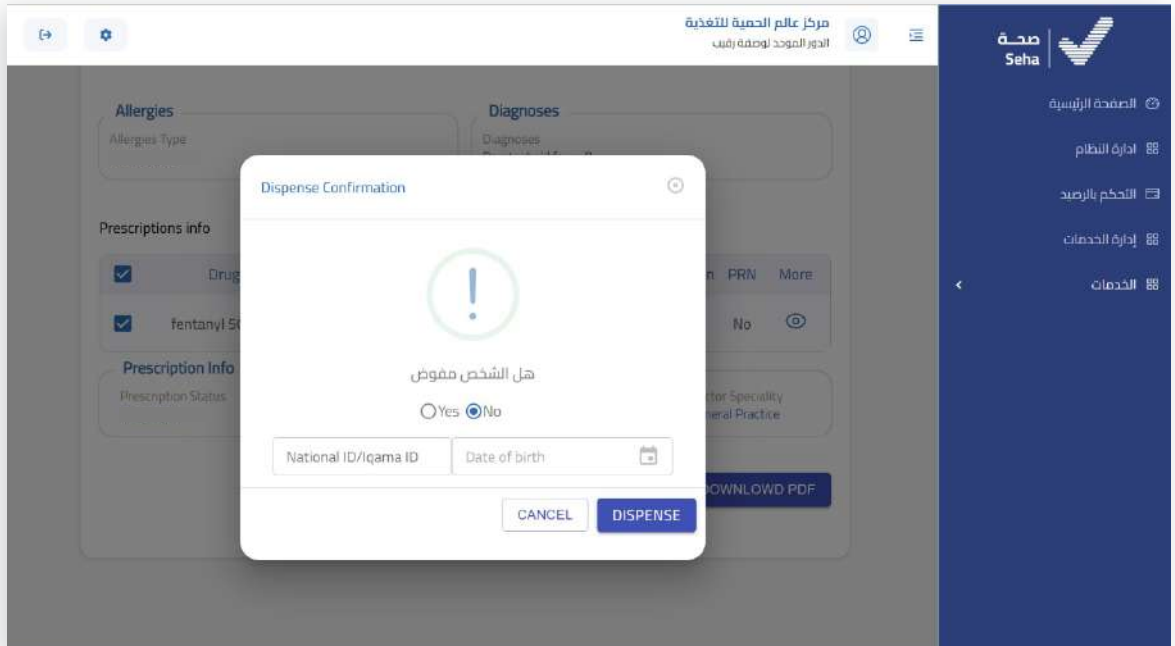 مركز عالم الحمية للتغذية
الدور الموحد لوصفة رقيب
صحة
Seha
الصفحة الرئيسية
ادارة النظام
التحكم بالرصيد
إدارة الخدمات
الخدمات
Allergies
Allergies Type
Diagnoses
Diagnoses
Prescriptions info
Drug
PRN
More
fentanyl
No
Prescription Info
Prescription Status
Speciality
Practice
DOWNLOWD PDF
Dispense Confirmation
هل الشخص مفوض
Yes No
National ID/Iqama ID
Date of birth
CANCEL
DISPENSE